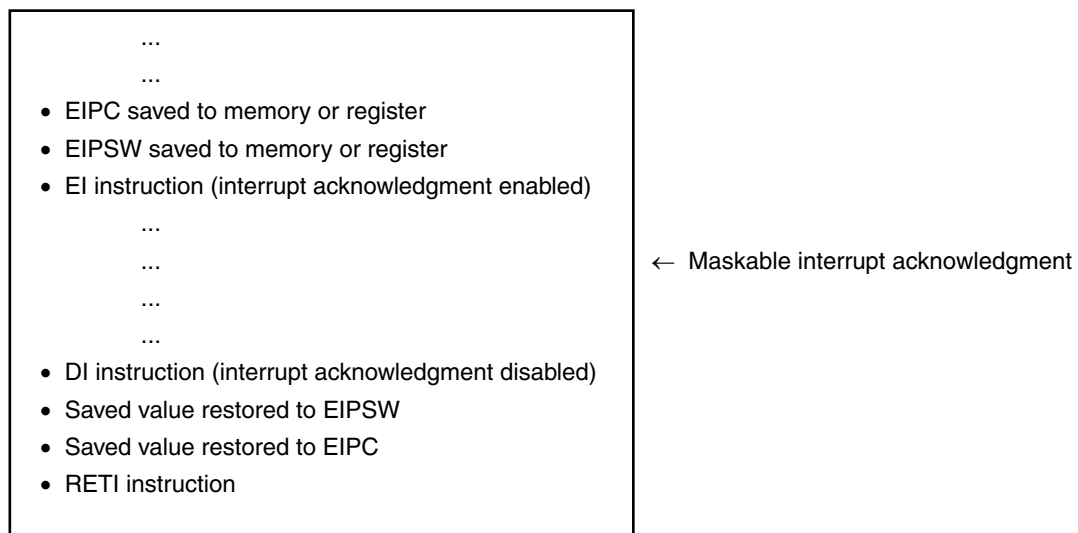 ...
...
• EIPC saved to memory or register
• EIPSW saved to memory or register
• EI instruction (interrupt acknowledgment enabled)
...
...
← Maskable interrupt acknowledgment
...
...
• DI instruction (interrupt acknowledgment disabled)
• Saved value restored to EIPSW
• Saved value restored to EIPC
• RETI instruction